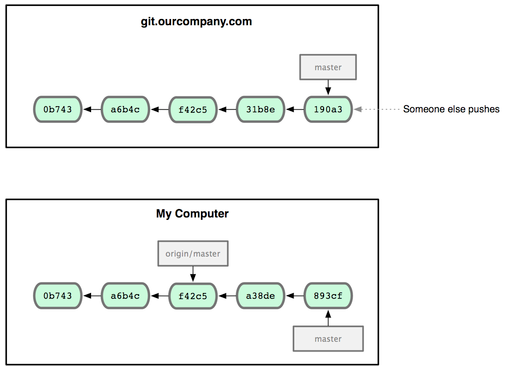 git.ourcompany.com
master
0b743 a6b4c f42c5 31b8e 190a3 Someone else pushes
My Computer
origin/master
0b743 a6b4c f42c5 a38de 893cf
master